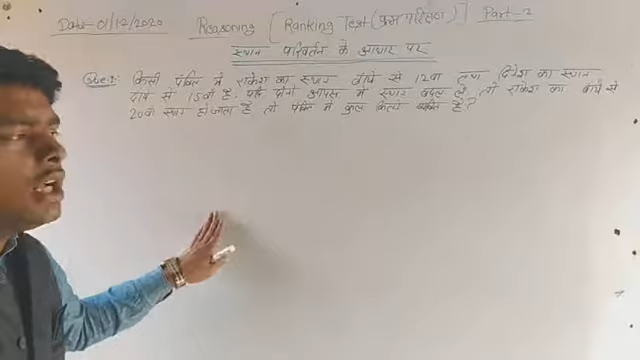 Date-01/12/2020 Reasoning [Ranking Test (क्रम परिक्षण)] Part-2
स्थान परिवर्तन के आधार पर
Que-1: किसी पंक्ति में राकेश का स्थान बांये से 12वा तथा दिनेश का स्थान
दांये से 15वां है. यदि दोनों आपस में स्थान बदल लें, तो राकेश का बांये से
20वां स्थान हो जाता है तो पंक्ति में कुल कितने व्यक्ति है?